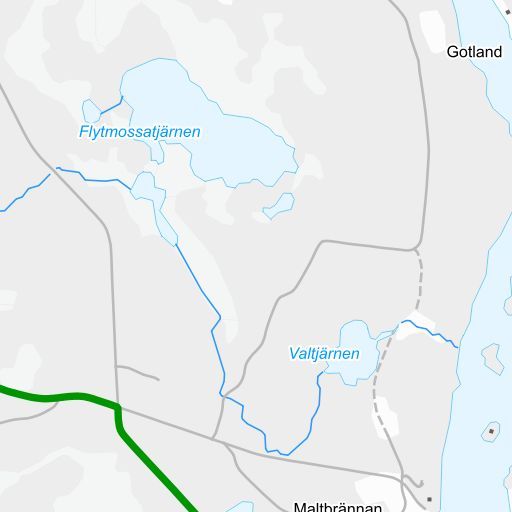 Gotland
Flytmossatjärnen
Valtjärnen
Maltbrännan